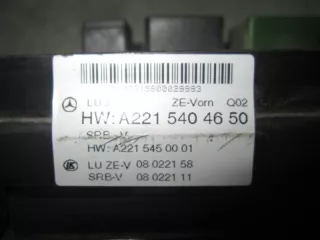 LU ZE-Vorn Q02
HW: A221 540 46 50
SRB-V
HW: A221 545 00 01
LU ZE-V 08 0221 58
SRB-V 08 0221 11